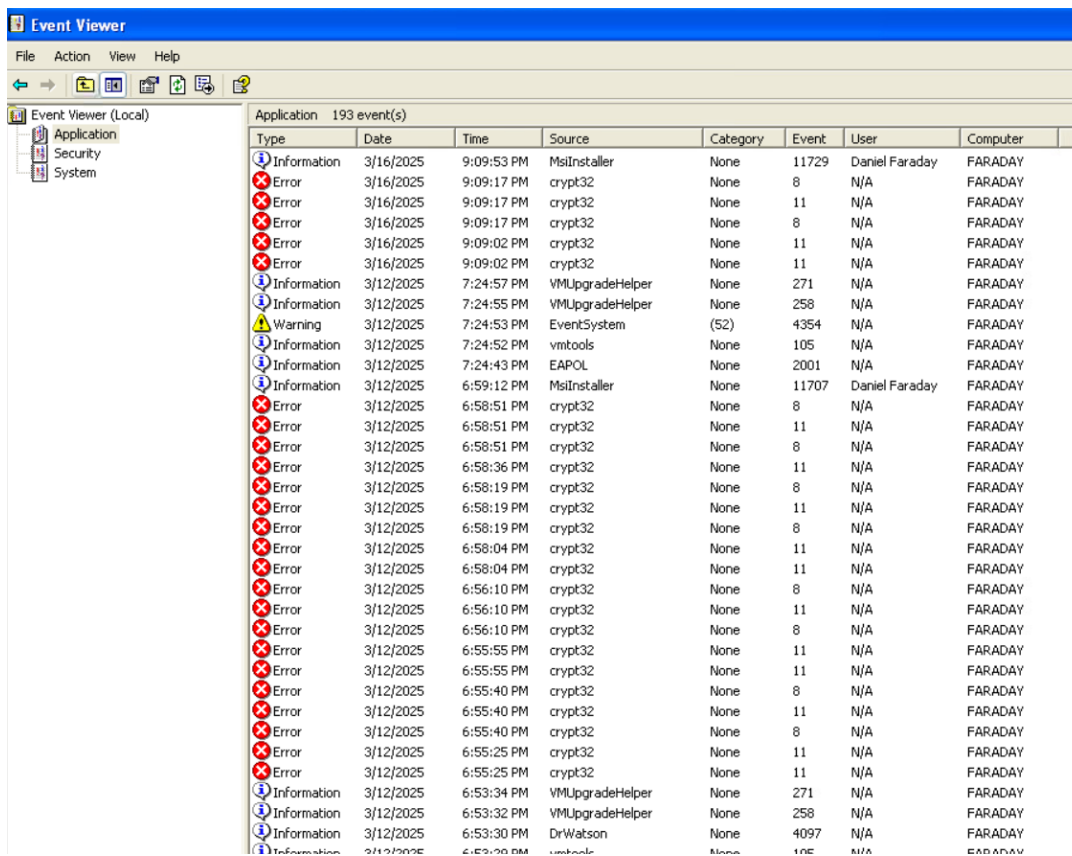 Event Viewer
File Action View Help
Event Viewer (Local)
Application
Security
System
Application 193 event(s)
Type Date Time Source Category Event User Computer
Information 3/16/2025 9:09:53 PM MsiInstaller None 11729 Daniel Faraday FARADAY
Error 3/16/2025 9:09:17 PM crypt32 None 8 N/A FARADAY
Error 3/16/2025 9:09:17 PM crypt32 None 11 N/A FARADAY
Error 3/16/2025 9:09:17 PM crypt32 None 8 N/A FARADAY
Error 3/16/2025 9:09:02 PM crypt32 None 11 N/A FARADAY
Error 3/16/2025 9:09:02 PM crypt32 None 11 N/A FARADAY
Information 3/12/2025 7:24:57 PM VMUpgradeHelper None 271 N/A FARADAY
Information 3/12/2025 7:24:55 PM VMUpgradeHelper None 258 N/A FARADAY
Warning 3/12/2025 7:24:53 PM EventSystem (52) 4354 N/A FARADAY
Information 3/12/2025 7:24:52 PM vmtools None 105 N/A FARADAY
Information 3/12/2025 7:24:43 PM EAPOL None 2001 N/A FARADAY
Information 3/12/2025 6:59:12 PM MsiInstaller None 11707 Daniel Faraday FARADAY
Error 3/12/2025 6:58:51 PM crypt32 None 8 N/A FARADAY
Error 3/12/2025 6:58:51 PM crypt32 None 11 N/A FARADAY
Error 3/12/2025 6:58:51 PM crypt32 None 8 N/A FARADAY
Error 3/12/2025 6:58:36 PM crypt32 None 11 N/A FARADAY
Error 3/12/2025 6:58:19 PM crypt32 None 8 N/A FARADAY
Error 3/12/2025 6:58:19 PM crypt32 None 11 N/A FARADAY
Error 3/12/2025 6:58:19 PM crypt32 None 8 N/A FARADAY
Error 3/12/2025 6:58:04 PM crypt32 None 11 N/A FARADAY
Error 3/12/2025 6:58:04 PM crypt32 None 11 N/A FARADAY
Error 3/12/2025 6:56:10 PM crypt32 None 8 N/A FARADAY
Error 3/12/2025 6:56:10 PM crypt32 None 11 N/A FARADAY
Error 3/12/2025 6:56:10 PM crypt32 None 8 N/A FARADAY
Error 3/12/2025 6:55:55 PM crypt32 None 11 N/A FARADAY
Error 3/12/2025 6:55:55 PM crypt32 None 11 N/A FARADAY
Error 3/12/2025 6:55:40 PM crypt32 None 8 N/A FARADAY
Error 3/12/2025 6:55:40 PM crypt32 None 11 N/A FARADAY
Error 3/12/2025 6:55:40 PM crypt32 None 8 N/A FARADAY
Error 3/12/2025 6:55:25 PM crypt32 None 11 N/A FARADAY
Error 3/12/2025 6:55:25 PM crypt32 None 11 N/A FARADAY
Information 3/12/2025 6:53:34 PM VMUpgradeHelper None 271 N/A FARADAY
Information 3/12/2025 6:53:32 PM VMUpgradeHelper None 258 N/A FARADAY
Information 3/12/2025 6:53:30 PM DrWatson None 4097 N/A FARADAY
Information 3/12/2025 6:53:29 PM vmtools None 105 N/A FARADAY